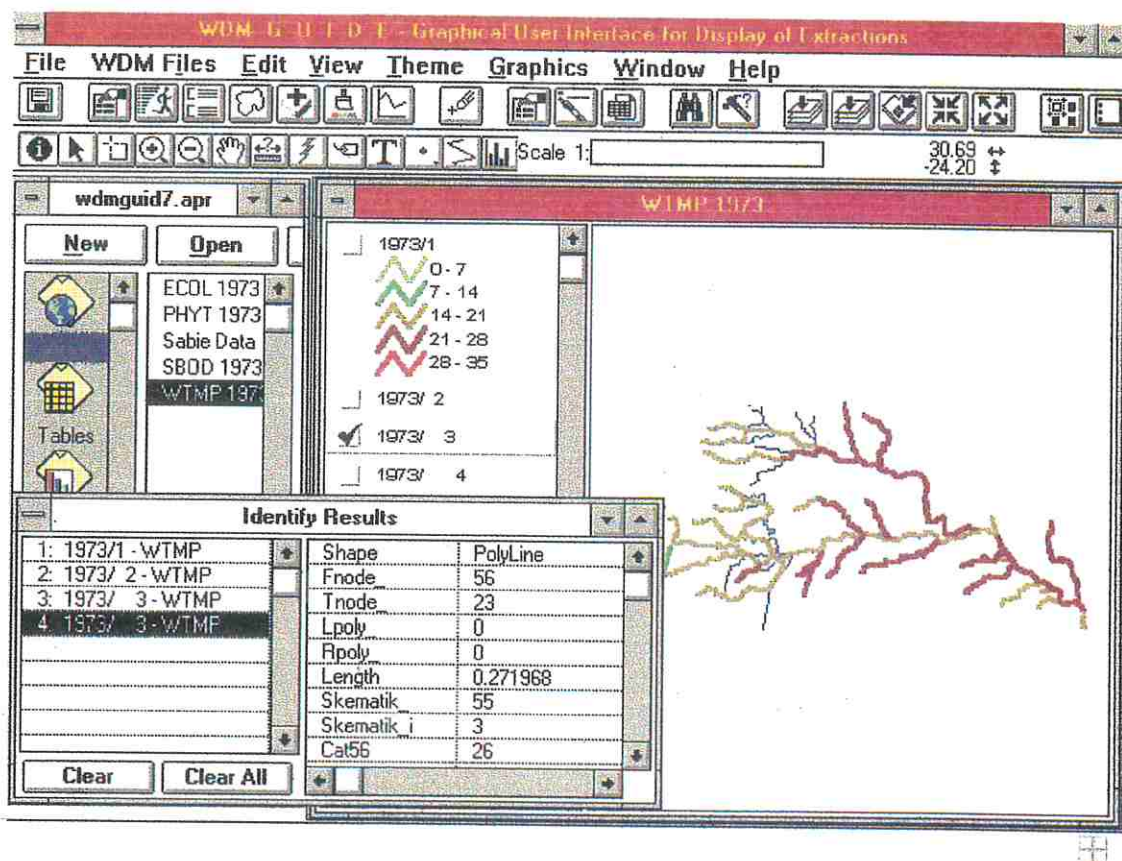 WDM G U I D E - Graphical User Interface for Display of Extractions
File WDM Files Edit View Theme Graphics Window Help
Scale 1:
30.69
-24.20
wdmguid7.apr
New Open
ECOL 1973
PHYT 1973
Sabie Data
SBOD 1973
WTMP 197
Tables
WTMP 1973
1973/1
0 - 7
7 - 14
14 - 21
21 - 28
28 - 35
1973/ 2
1973/ 3
1973/ 4
Identify Results
1: 1973/1 - WTMP
2: 1973/ 2 - WTMP
3: 1973/ 3 - WTMP
4: 1973/ 3 - WTMP
Shape PolyLine
Fnode_ 56
Tnode_ 23
Lpoly_ 0
Rpoly_ 0
Length 0.271968
Skematik_ 55
Skematik_i 3
Cat56 26
Clear Clear All